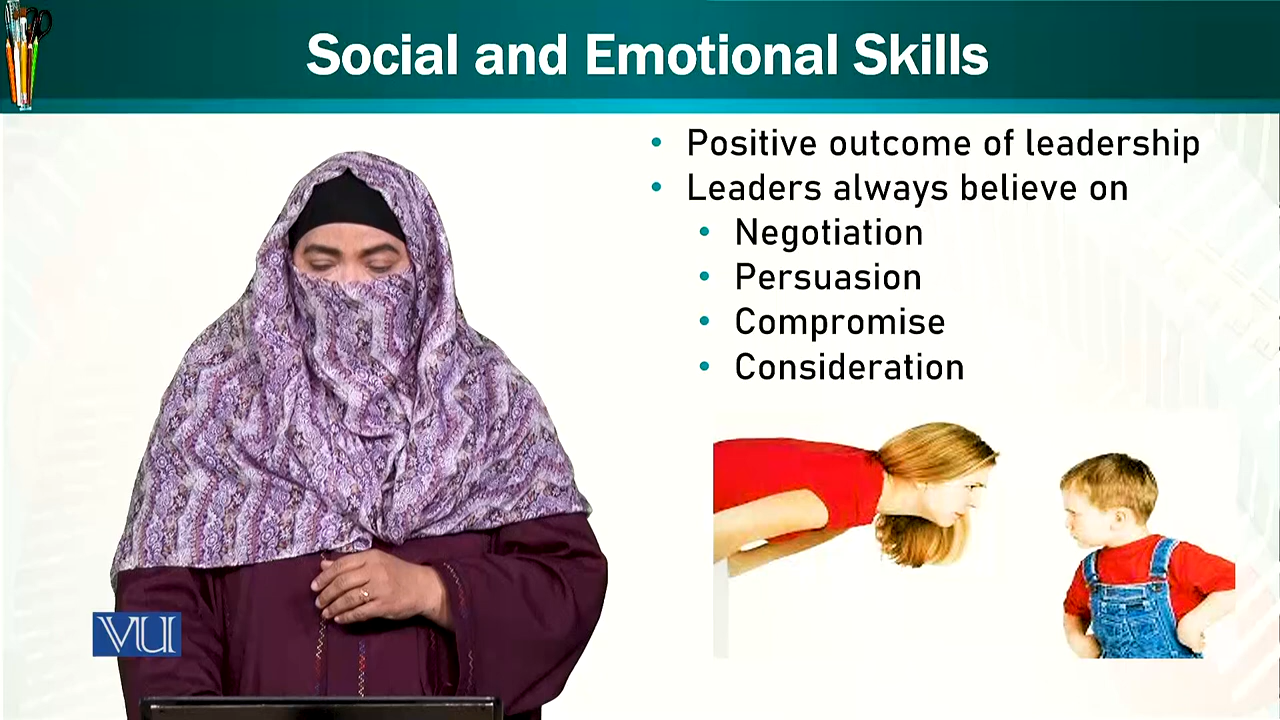 Social and Emotional Skills
• Positive outcome of leadership
• Leaders always believe on
• Negotiation
• Persuasion
• Compromise
• Consideration
VU